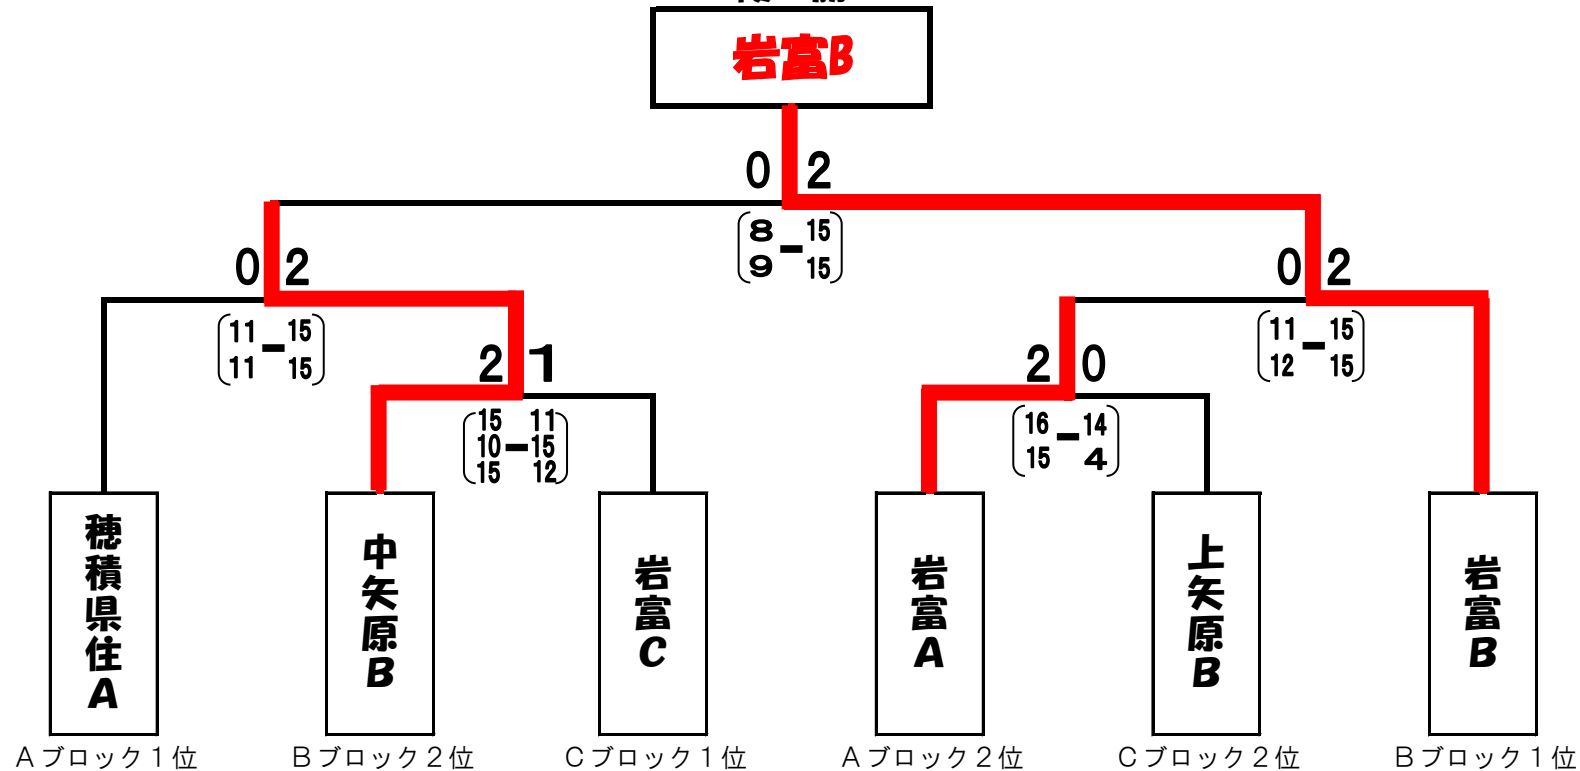 岩富B
0 2
8 - 15
9 - 15
0 2
11 - 15
11 - 15
0 2
11 - 15
12 - 15
2 1
15 11
10 - 15
15 12
2 0
16 - 14
15 4
穂積県住A
中矢原B
岩富C
岩富A
上矢原B
岩富B
Aブロック1位
Bブロック2位
Cブロック1位
Aブロック2位
Cブロック2位
Bブロック1位